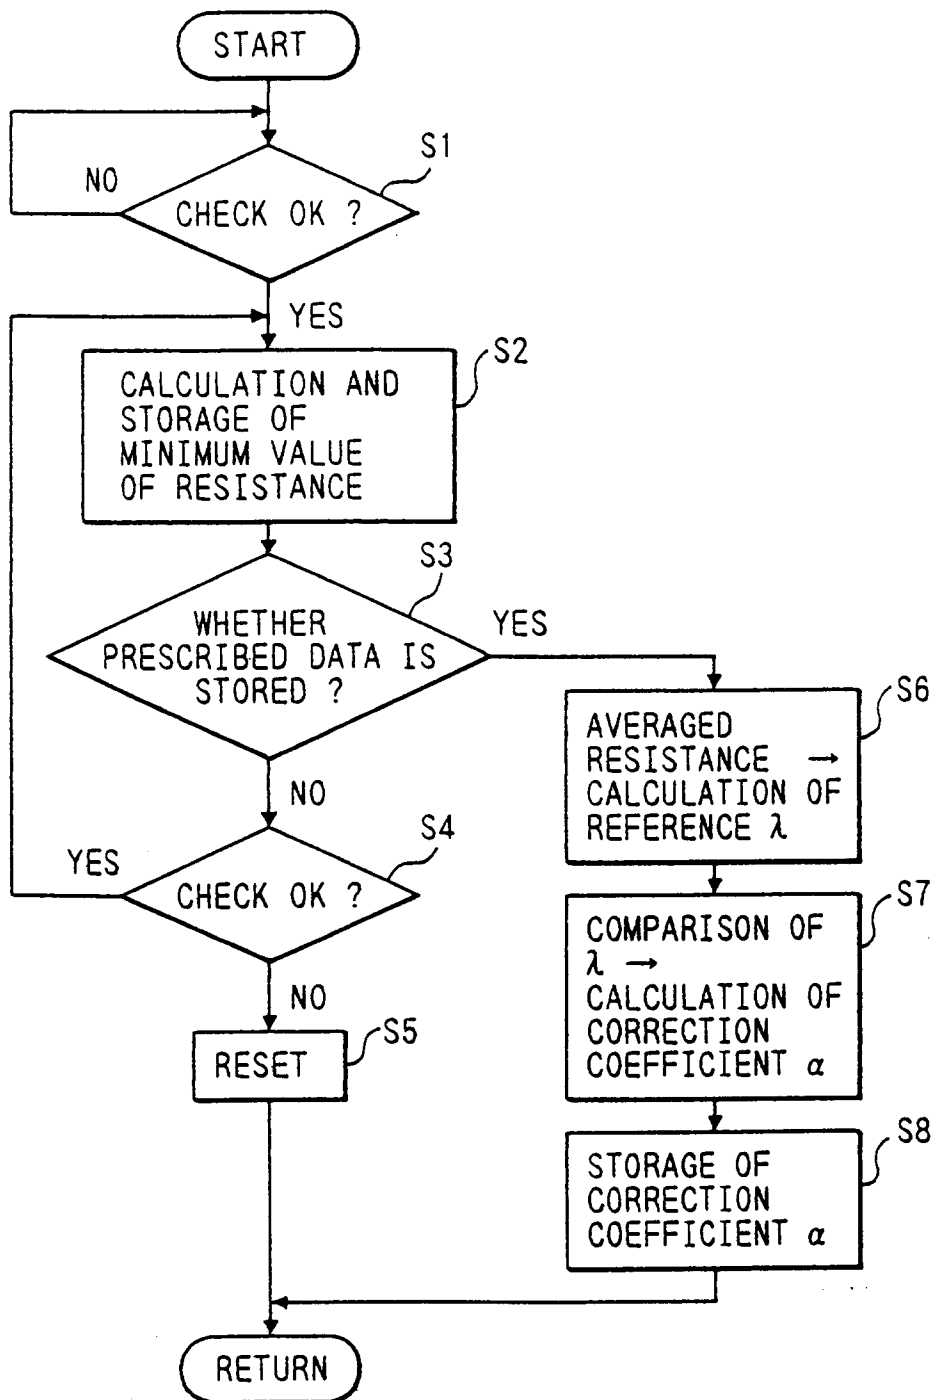 START
S1
NO
CHECK OK ?
YES
S2
CALCULATION AND
STORAGE OF
MINIMUM VALUE
OF RESISTANCE
S3
WHETHER
PRESCRIBED DATA IS
STORED ?
YES
NO
S4
YES
CHECK OK ?
NO
S5
RESET
S6
AVERAGED
RESISTANCE →
CALCULATION OF
REFERENCE λ
S7
COMPARISON OF
λ →
CALCULATION OF
CORRECTION
COEFFICIENT α
S8
STORAGE OF
CORRECTION
COEFFICIENT α
RETURN